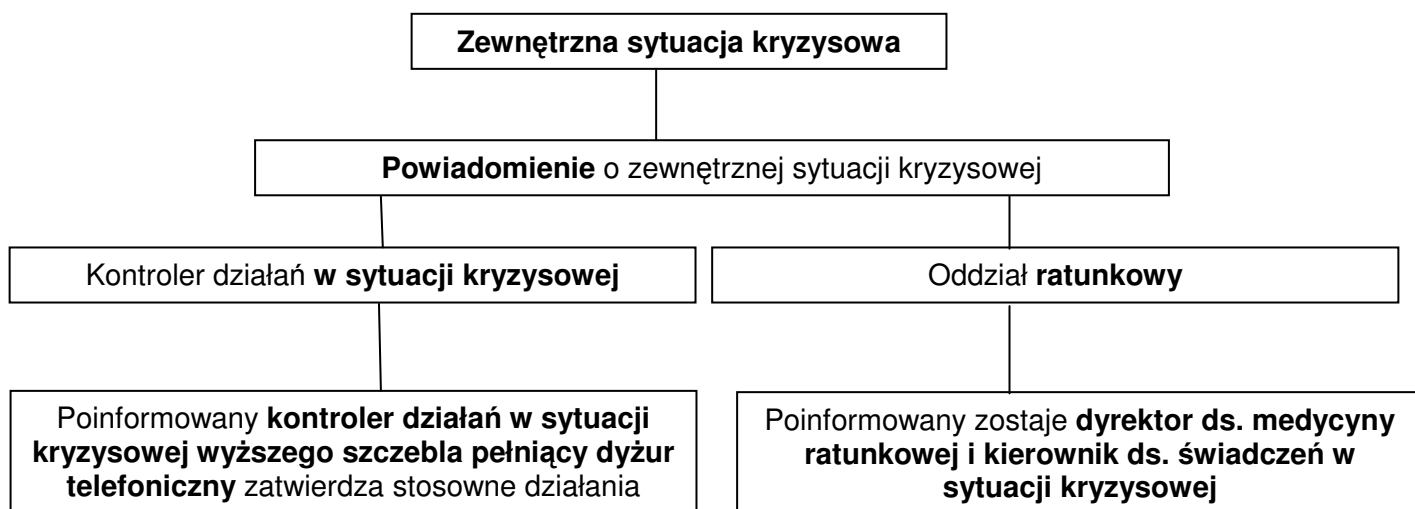 Zewnętrzna sytuacja kryzysowa
Powiadomienie o zewnętrznej sytuacji kryzysowej
Kontroler działań w sytuacji kryzysowej
Oddział ratunkowy
Poinformowany kontroler działań w sytuacji
kryzysowej wyższego szczebla pełniący dyżur
telefoniczny zatwierdza stosowne działania
Poinformowany zostaje dyrektor ds. medycyny
ratunkowej i kierownik ds. świadczeń w
sytuacji kryzysowej